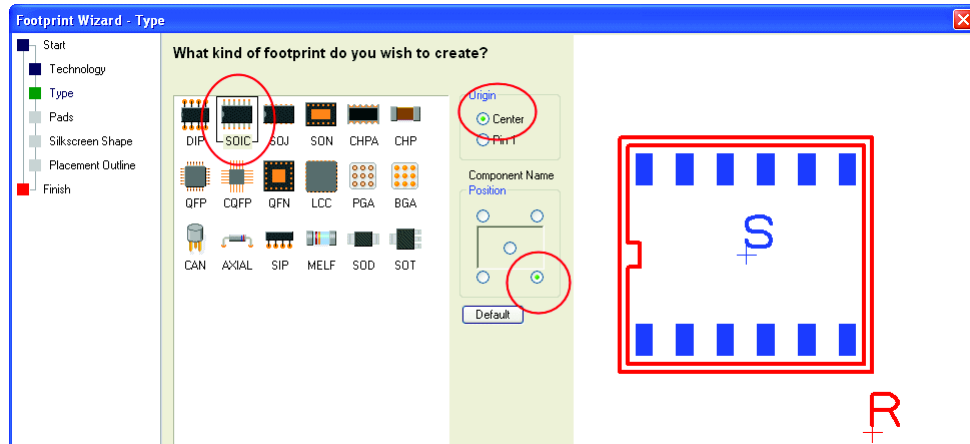 Footprint Wizard - Type
Start
Technology
Type
Pads
Silkscreen Shape
Placement Outline
Finish
What kind of footprint do you wish to create?
DIP SOIC SOJ SON CHPA CHP
QFP CQFP QFN LCC PGA BGA
CAN AXIAL SIP MELF SOD SOT
Origin
Center
Pin 1
Component Name
Position
Default
S
R